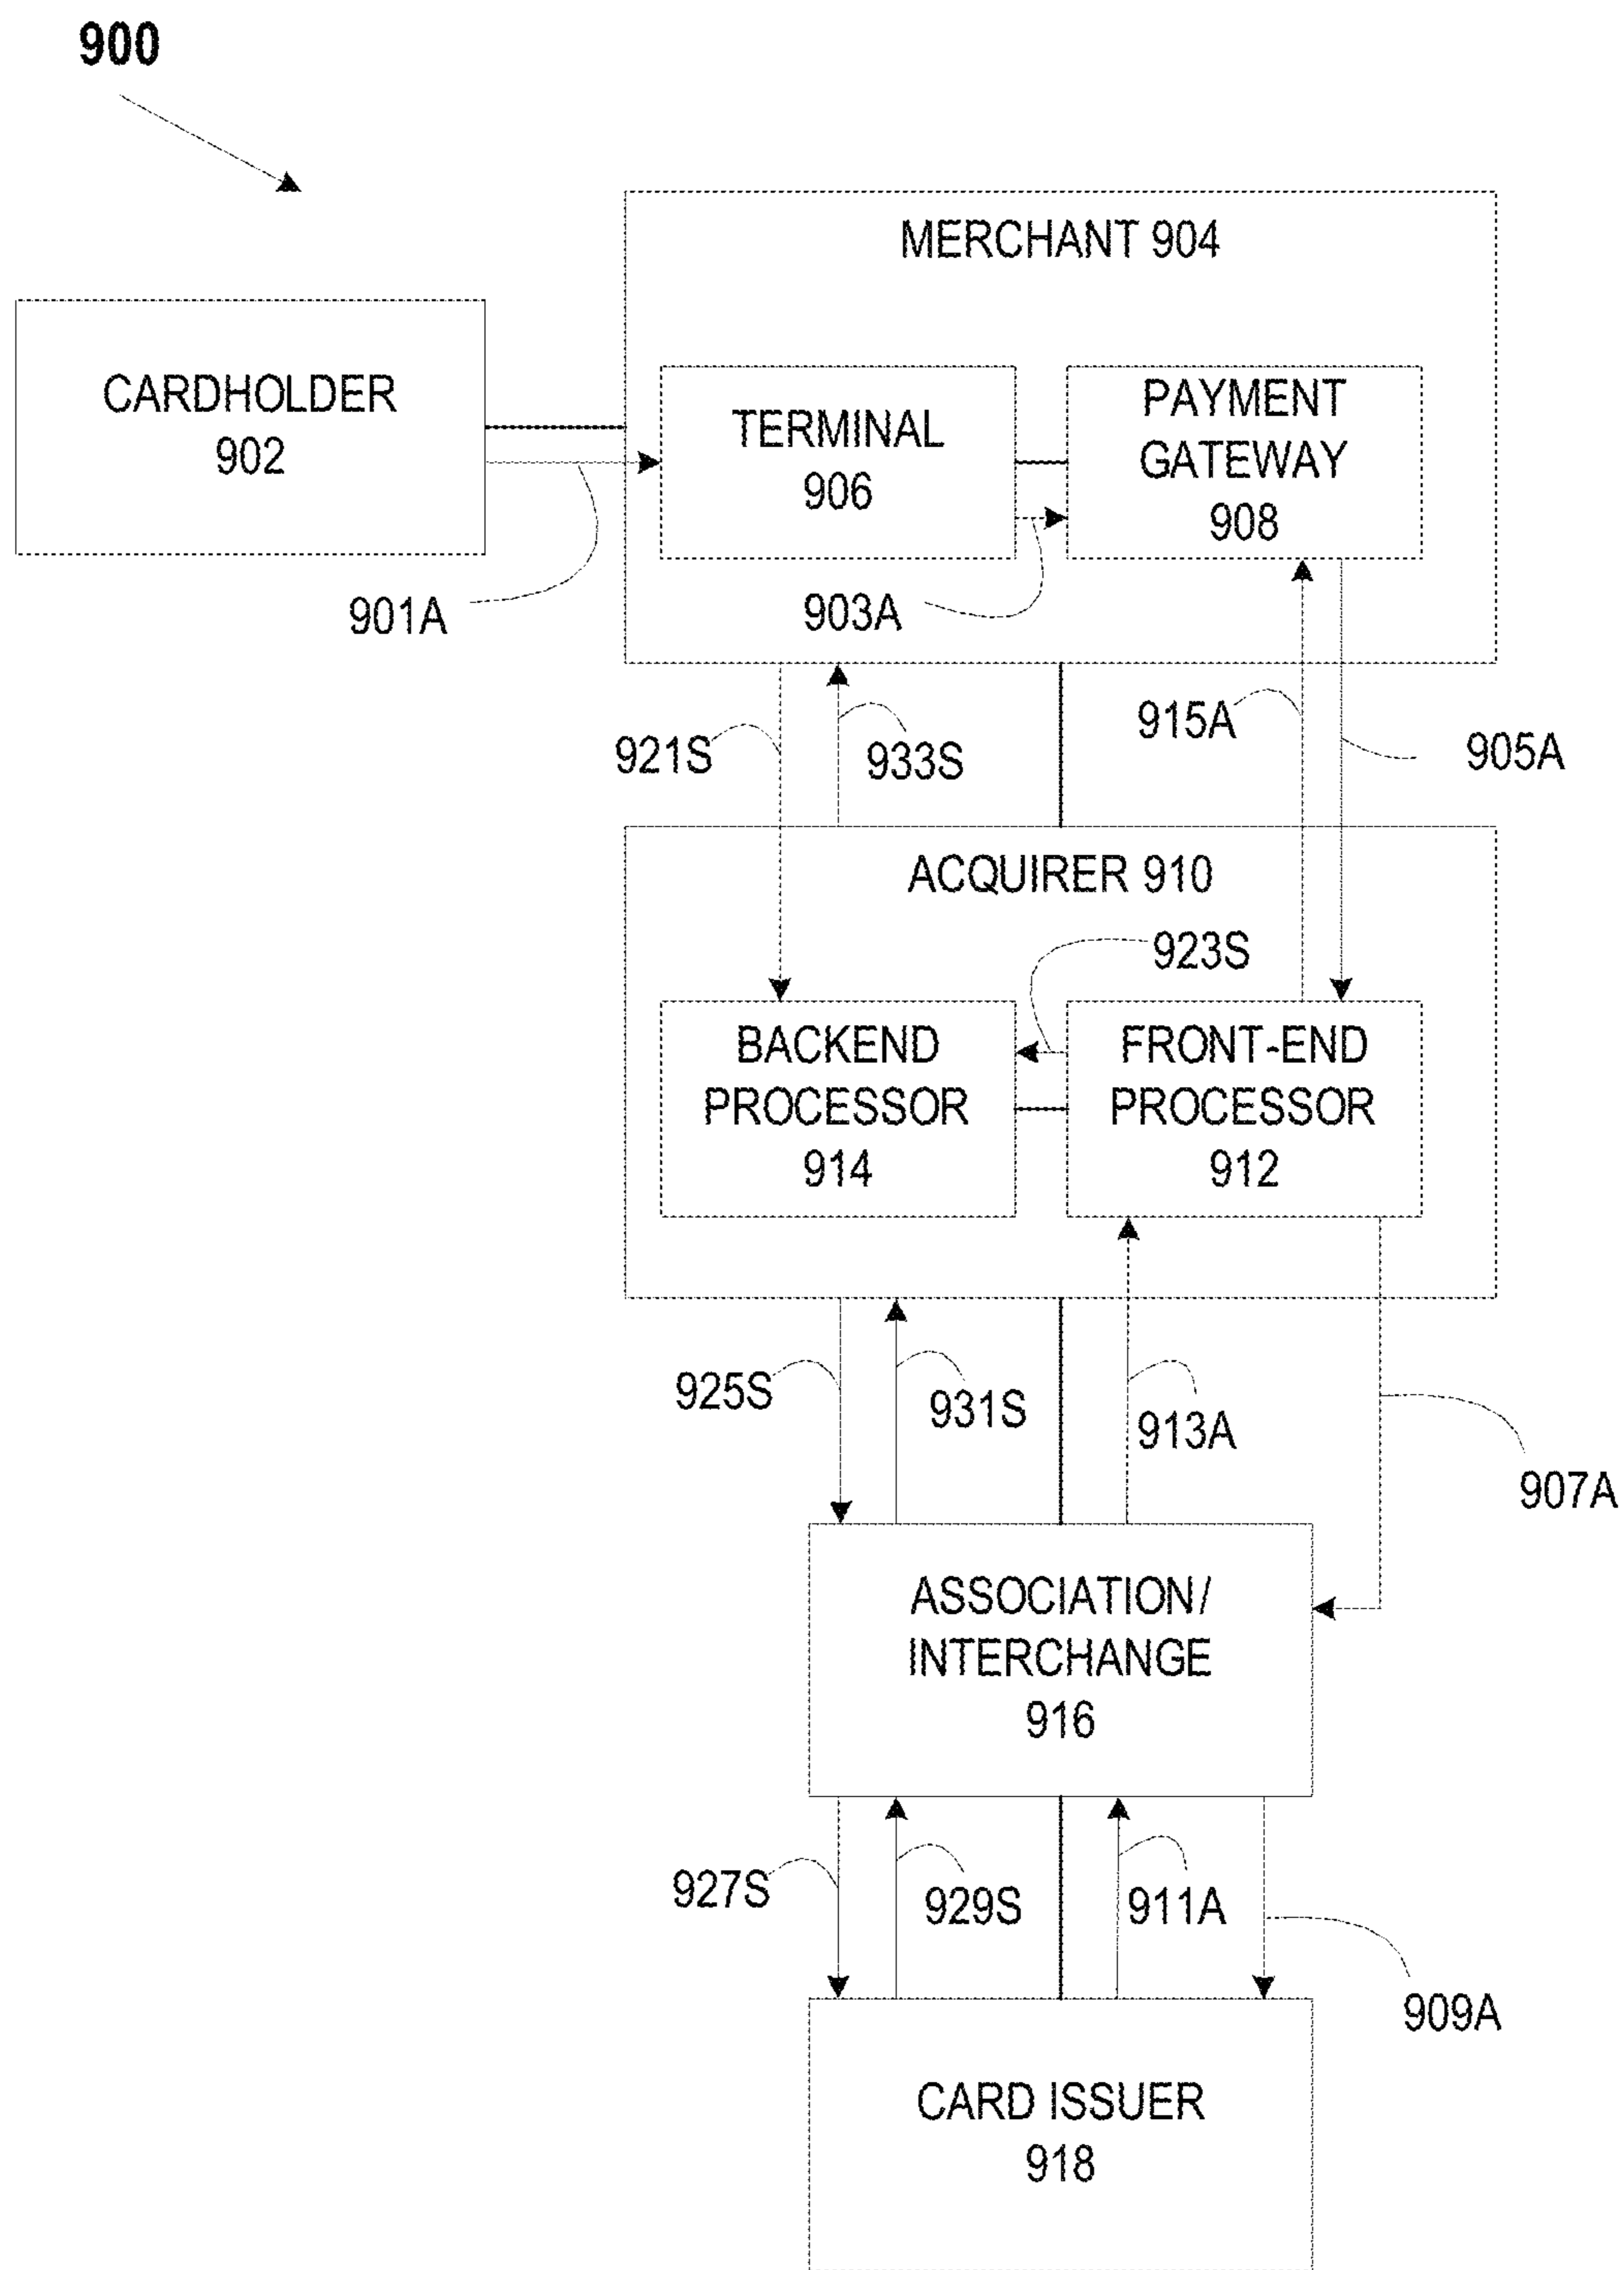 900
MERCHANT 904
CARDHOLDER
902
TERMINAL
906
PAYMENT
GATEWAY
908
901A
903A
921S
933S
915A
905A
ACQUIRER 910
923S
BACKEND
PROCESSOR
914
FRONT-END
PROCESSOR
912
925S
931S
913A
907A
ASSOCIATION/
INTERCHANGE
916
927S
929S
911A
909A
CARD ISSUER
918